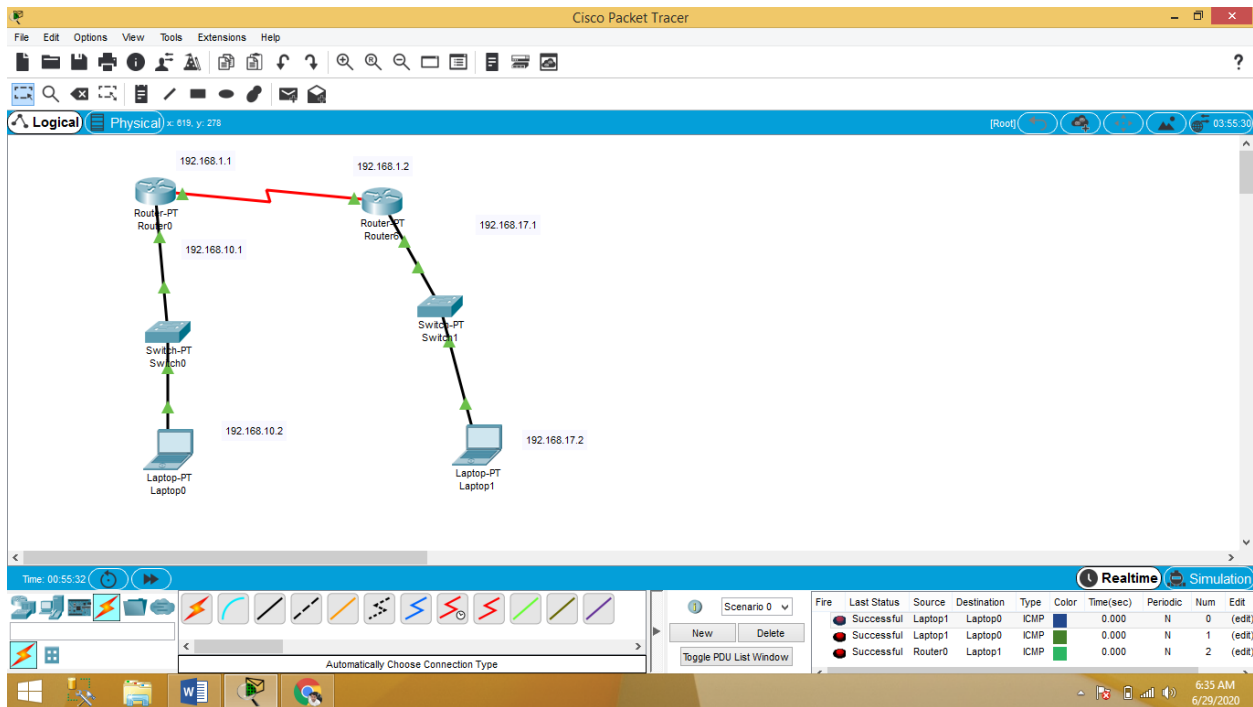 Cisco Packet Tracer
File Edit Options View Tools Extensions Help
?
Logical Physical x: 619, y: 278 [Root] 03:55:30
192.168.1.1
192.168.1.2
Router-PT
Router0
Router-PT
Router6
192.168.17.1
192.168.10.1
Switch-PT
Switch1
Switch-PT
Switch0
192.168.10.2
192.168.17.2
Laptop-PT
Laptop0
Laptop-PT
Laptop1
Time: 00:55:32 Realtime Simulation
Scenario 0
New Delete
Toggle PDU List Window
Automatically Choose Connection Type
Fire Last Status Source Destination Type Color Time(sec) Periodic Num Edit
Successful Laptop1 Laptop0 ICMP 0.000 N 0 (edit)
Successful Laptop1 Laptop0 ICMP 0.000 N 1 (edit)
Successful Router0 Laptop1 ICMP 0.000 N 2 (edit)
6:35 AM
6/29/2020